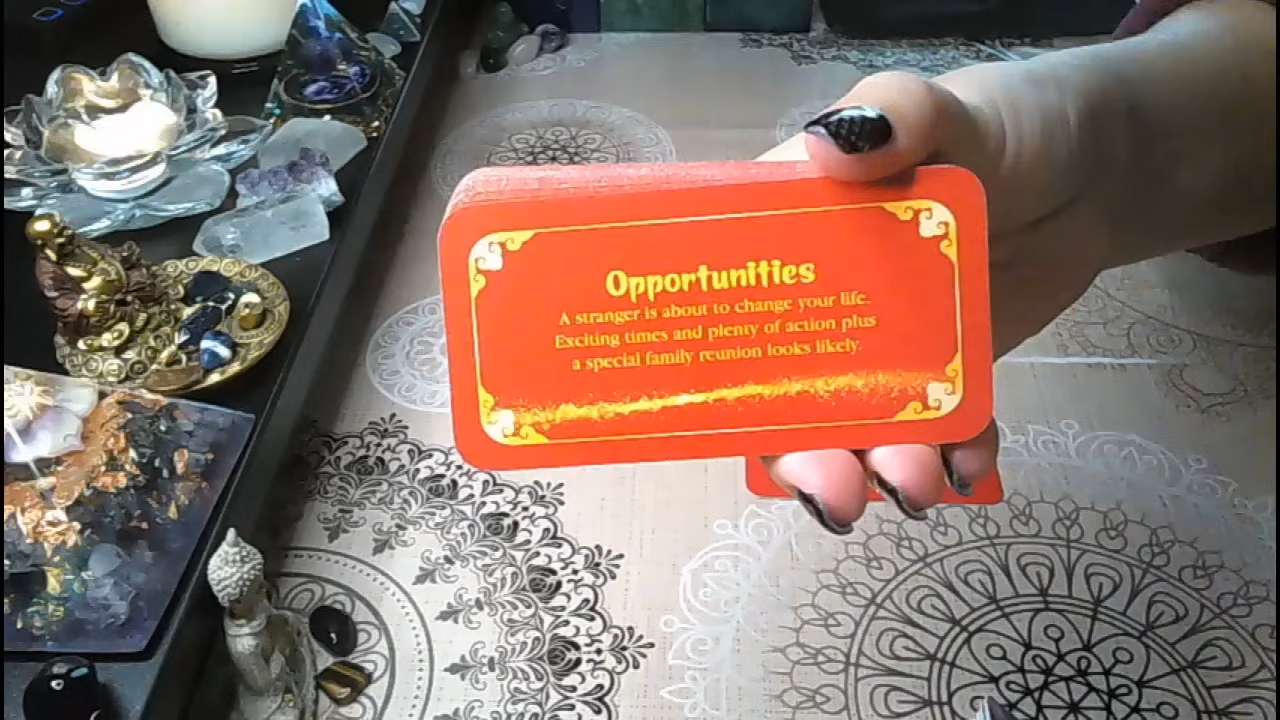 Opportunities
A stranger is about to change your life.
Exciting times and plenty of action plus
a special family reunion looks likely.